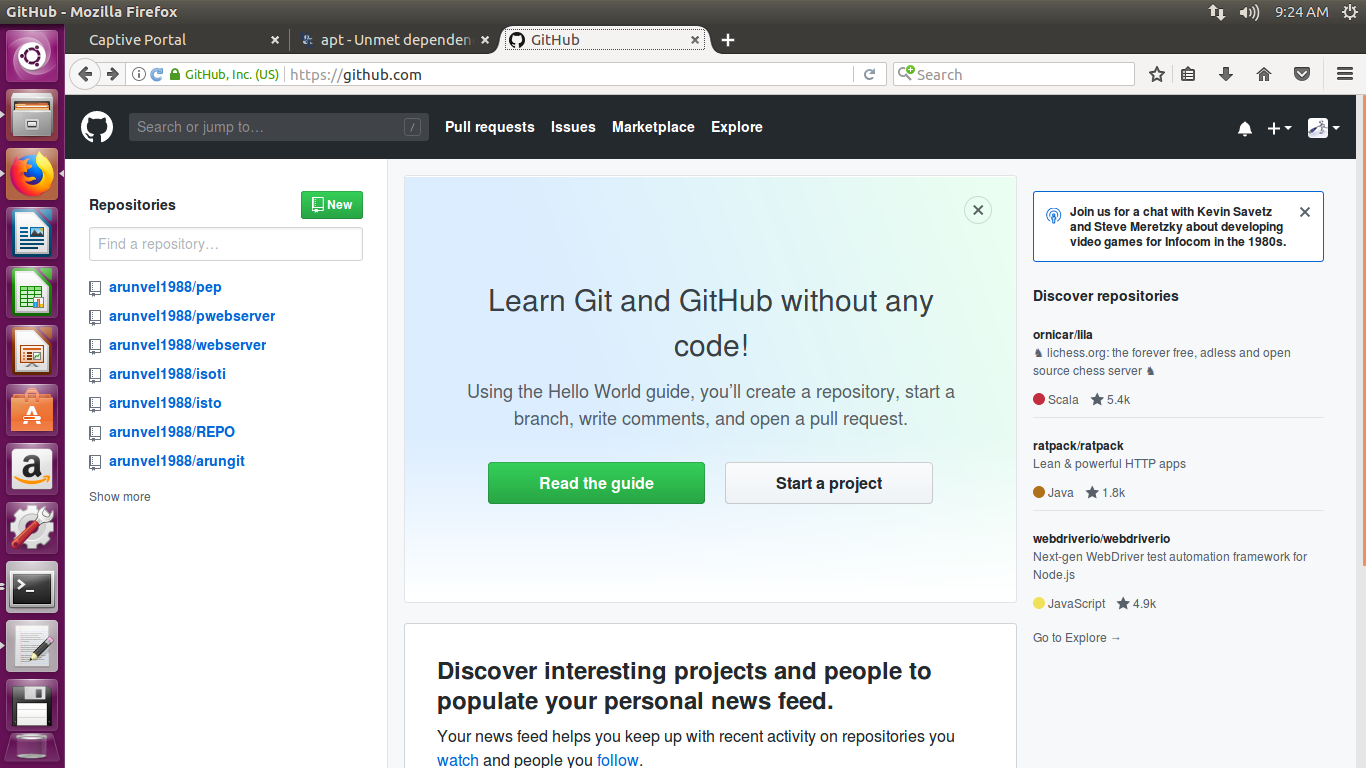 GitHub - Mozilla Firefox
9:24 AM
Captive Portal
apt - Unmet dependen
GitHub
GitHub, Inc. (US)
https://github.com
Search
Search or jump to…
/
Pull requests
Issues
Marketplace
Explore
Repositories
New
Find a repository…
arunvel1988/pep
arunvel1988/pwebserver
arunvel1988/webserver
arunvel1988/isoti
arunvel1988/isto
arunvel1988/REPO
arunvel1988/arungit
Show more
Learn Git and GitHub without any
code!
Using the Hello World guide, you’ll create a repository, start a
branch, write comments, and open a pull request.
Read the guide
Start a project
Discover interesting projects and people to
populate your personal news feed.
Your news feed helps you keep up with recent activity on repositories you
watch and people you follow.
Join us for a chat with Kevin Savetz
and Steve Meretzky about developing
video games for Infocom in the 1980s.
Discover repositories
ornicar/lila
♞ lichess.org: the forever free, adless and open
source chess server ♞
Scala ★ 5.4k
ratpack/ratpack
Lean & powerful HTTP apps
Java ★ 1.8k
webdriverio/webdriverio
Next-gen WebDriver test automation framework for
Node.js
JavaScript ★ 4.9k
Go to Explore →